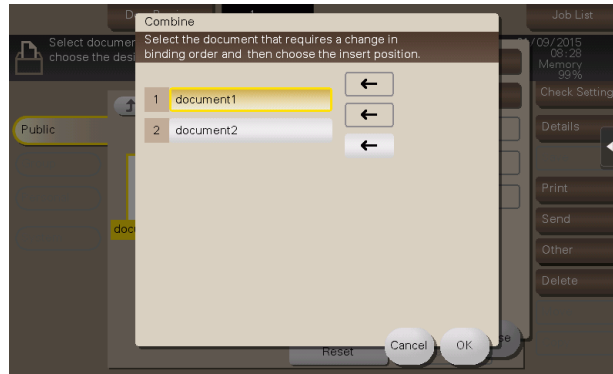 Combine
Job List
Select the document that requires a change in
binding order and then choose the insert position.
Select documen
choose the desi
/09/2015
08:28
Memory
99%
Check Setting
1 document1
2 document2
Public
Details
docu
Print
Send
Other
Delete
Reset
Cancel
OK